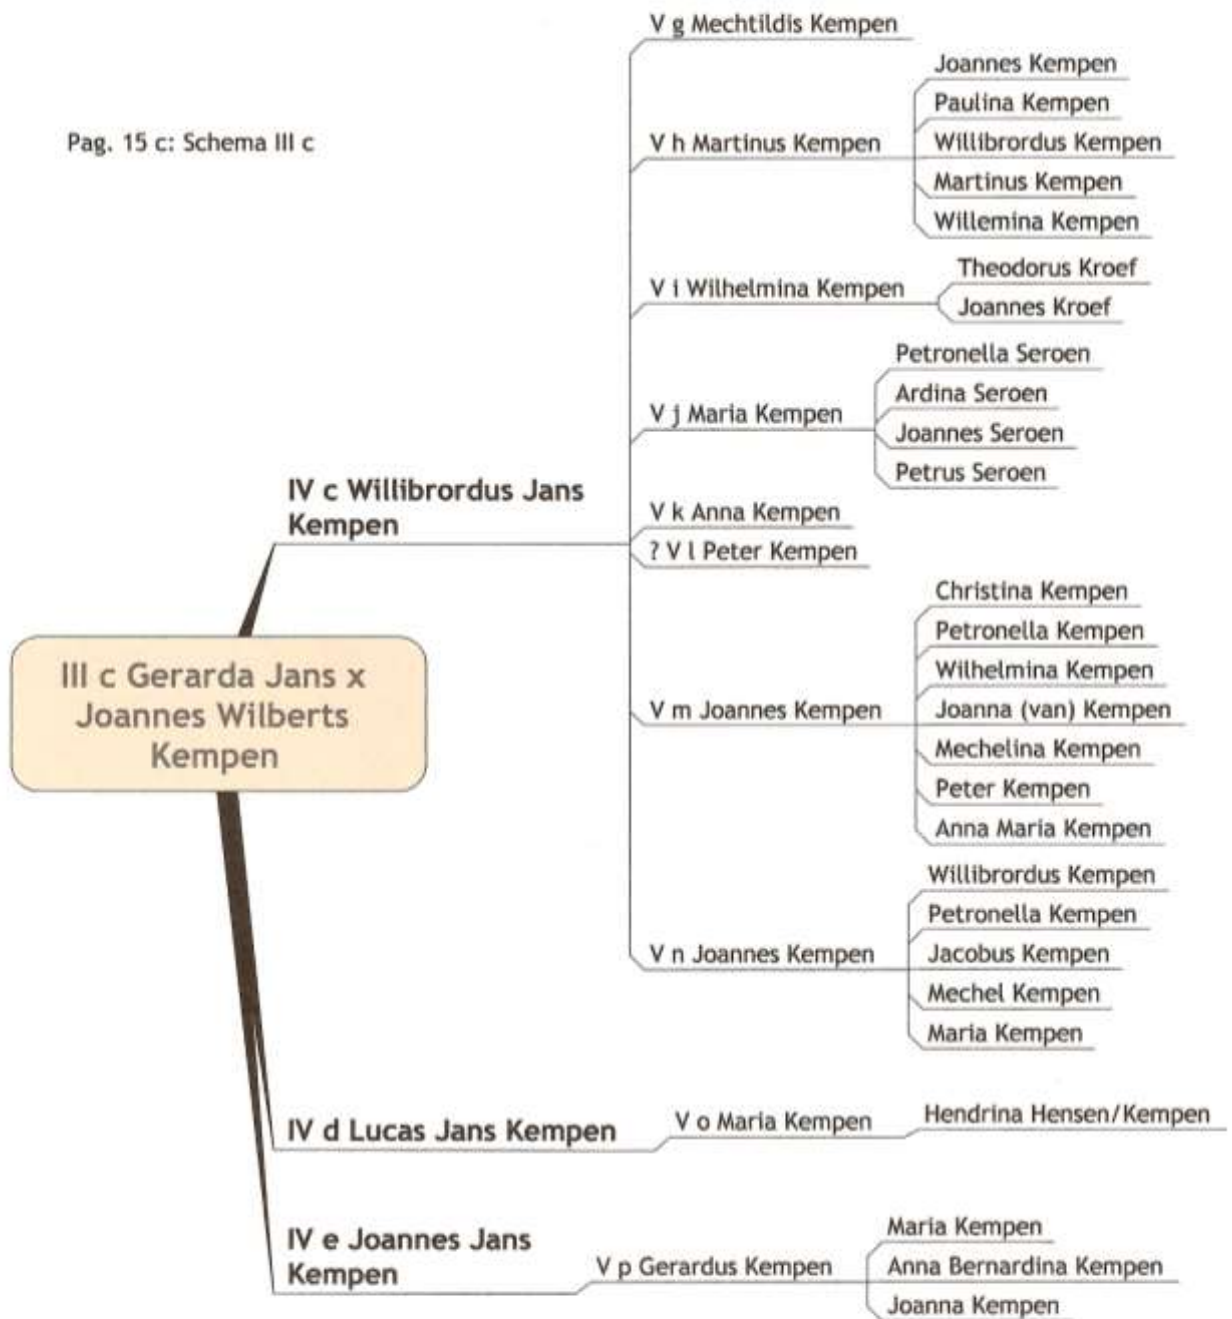 Pag. 15 c: Schema III c
III c Gerarda Jans x
Joannes Wilberts
Kempen
IV c Willibrordus Jans
Kempen
V g Mechtildis Kempen
V h Martinus Kempen
Joannes Kempen
Paulina Kempen
Willibrordus Kempen
Martinus Kempen
Willemina Kempen
V i Wilhelmina Kempen
Theodorus Kroef
Joannes Kroef
V j Maria Kempen
Petronella Seroen
Ardina Seroen
Joannes Seroen
Petrus Seroen
V k Anna Kempen
? V l Peter Kempen
V m Joannes Kempen
Christina Kempen
Petronella Kempen
Wilhelmina Kempen
Joanna (van) Kempen
Mechelina Kempen
Peter Kempen
Anna Maria Kempen
V n Joannes Kempen
Willibrordus Kempen
Petronella Kempen
Jacobus Kempen
Mechel Kempen
Maria Kempen
IV d Lucas Jans Kempen
V o Maria Kempen
Hendrina Hensen/Kempen
IV e Joannes Jans
Kempen
V p Gerardus Kempen
Maria Kempen
Anna Bernardina Kempen
Joanna Kempen